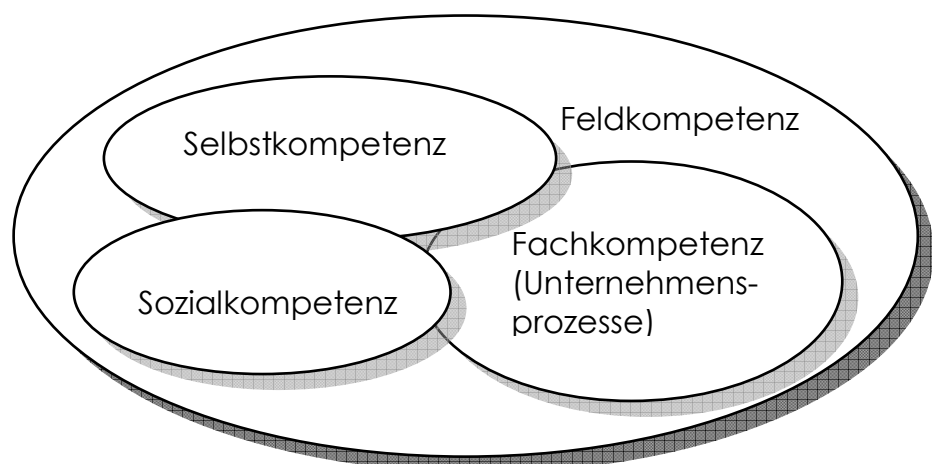 Feldkompetenz
Selbstkompetenz
Fachkompetenz
(Unternehmens-
prozesse)
Sozialkompetenz